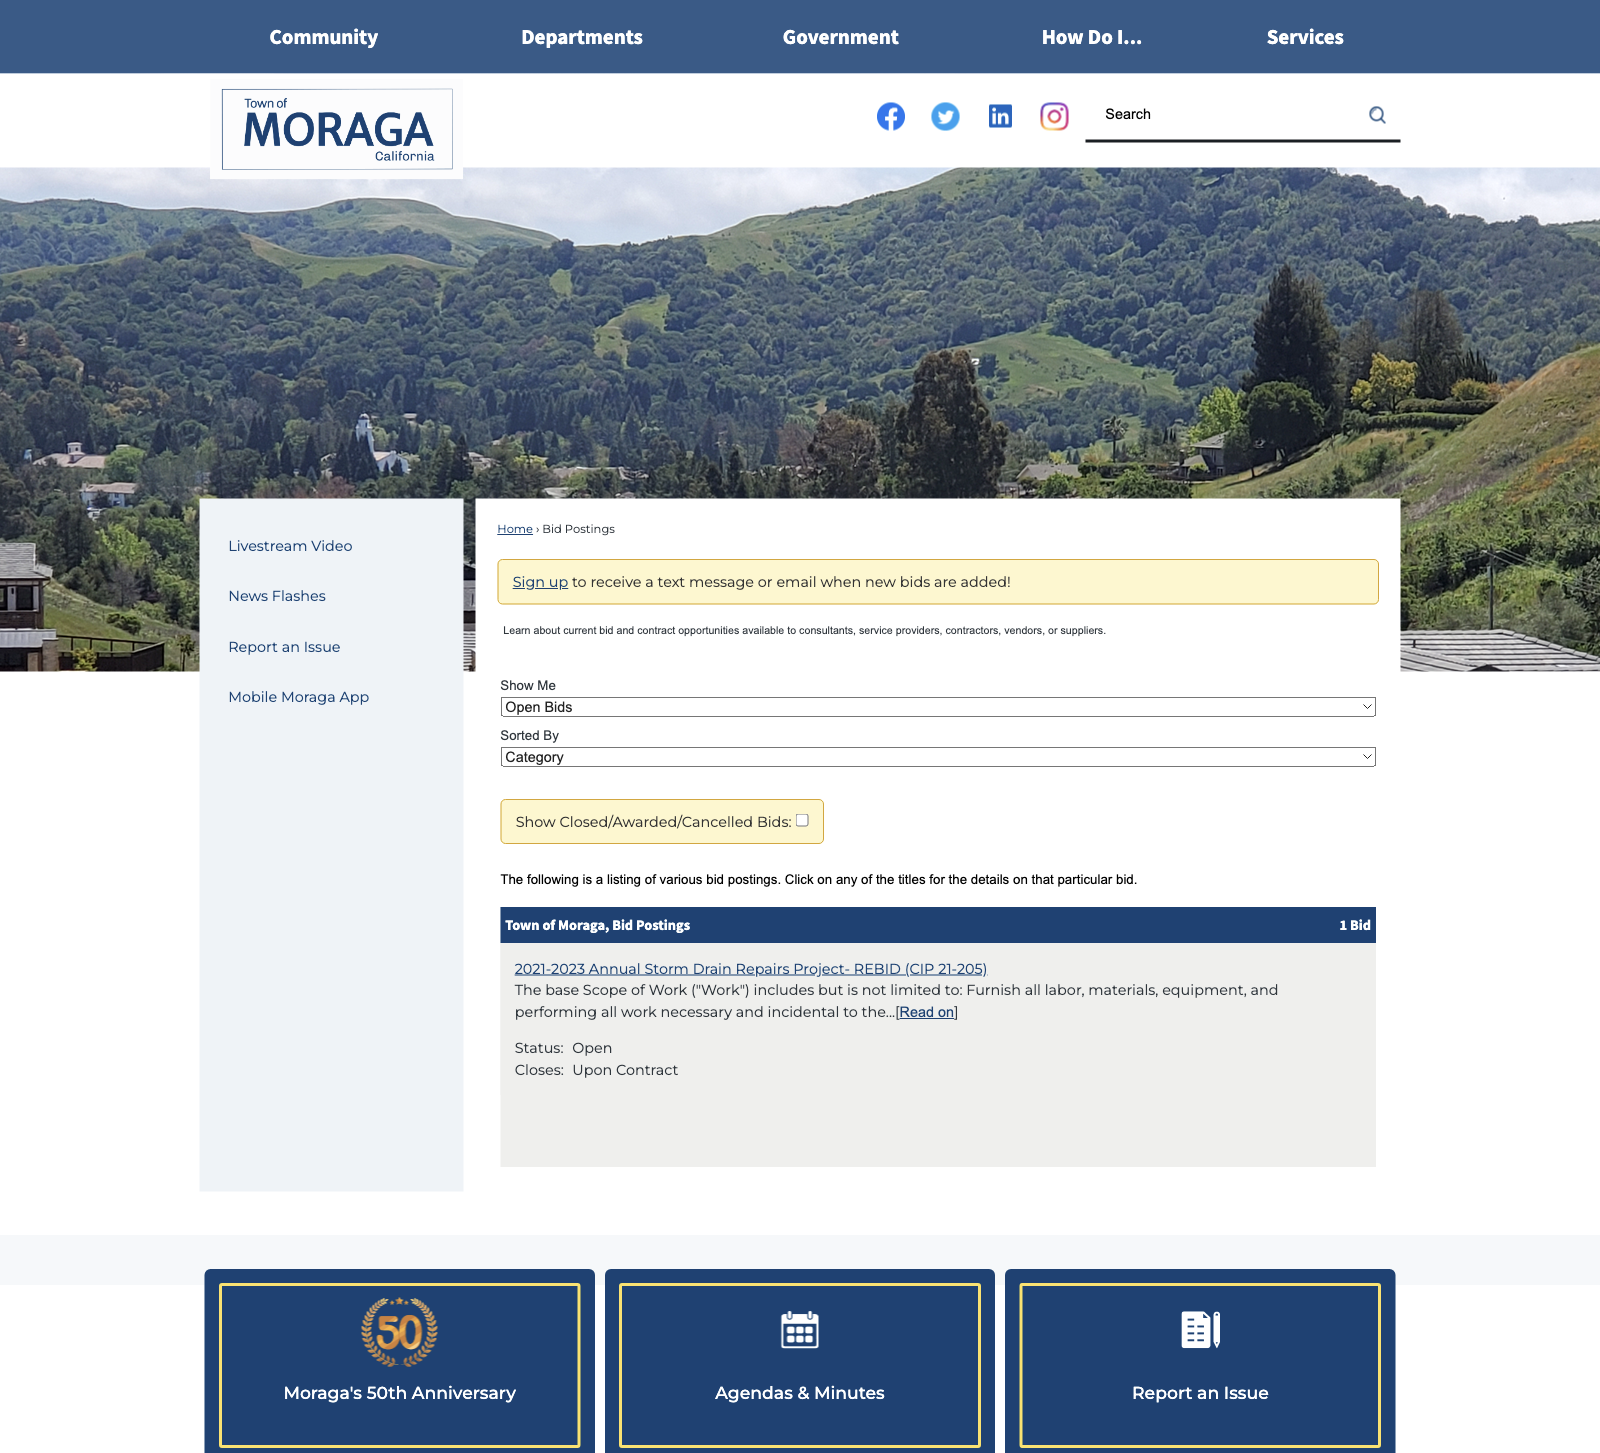 Community
Departments
Government
How Do I...
Services
Town of
MORAGA
California
Search
Livestream Video
News Flashes
Report an Issue
Mobile Moraga App
Home › Bid Postings
Sign up to receive a text message or email when new bids are added!
Learn about current bid and contract opportunities available to consultants, service providers, contractors, vendors, or suppliers.
Show Me
Open Bids
Sorted By
Category
Show Closed/Awarded/Cancelled Bids:
The following is a listing of various bid postings. Click on any of the titles for the details on that particular bid.
Town of Moraga, Bid Postings 1 Bid
2021-2023 Annual Storm Drain Repairs Project- REBID (CIP 21-205)
The base Scope of Work ("Work") includes but is not limited to: Furnish all labor, materials, equipment, and
performing all work necessary and incidental to the...[Read on]
Status: Open
Closes: Upon Contract
50
Moraga's 50th Anniversary
Agendas & Minutes
Report an Issue